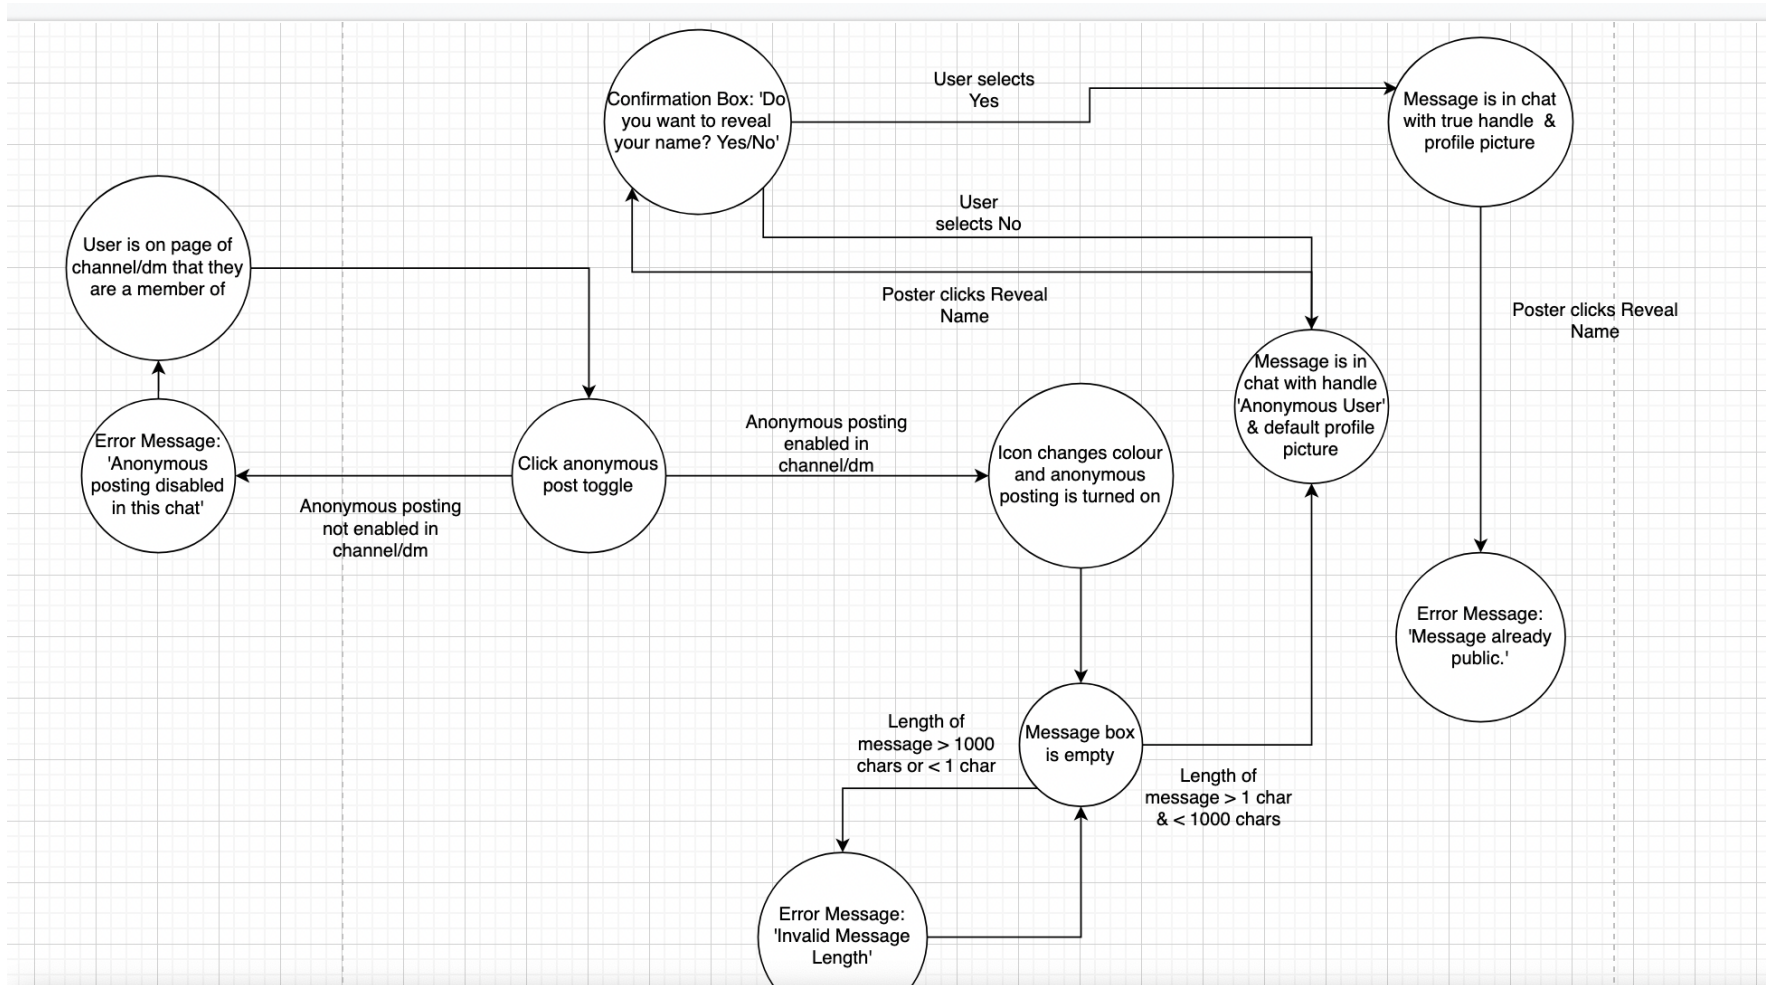 Confirmation Box: 'Do
you want to reveal
your name? Yes/No'
User selects
Yes
Message is in chat
with true handle &
profile picture
User
selects No
User is on page of
channel/dm that they
are a member of
Poster clicks Reveal
Name
Poster clicks Reveal
Name
Message is in
chat with handle
'Anonymous User'
& default profile
picture
Error Message:
'Anonymous
posting disabled
in this chat'
Anonymous posting
not enabled in
channel/dm
Click anonymous
post toggle
Anonymous posting
enabled in
channel/dm
Icon changes colour
and anonymous
posting is turned on
Error Message:
'Message already
public.'
Length of
message > 1000
chars or < 1 char
Message box
is empty
Length of
message > 1 char
& < 1000 chars
Error Message:
'Invalid Message
Length'